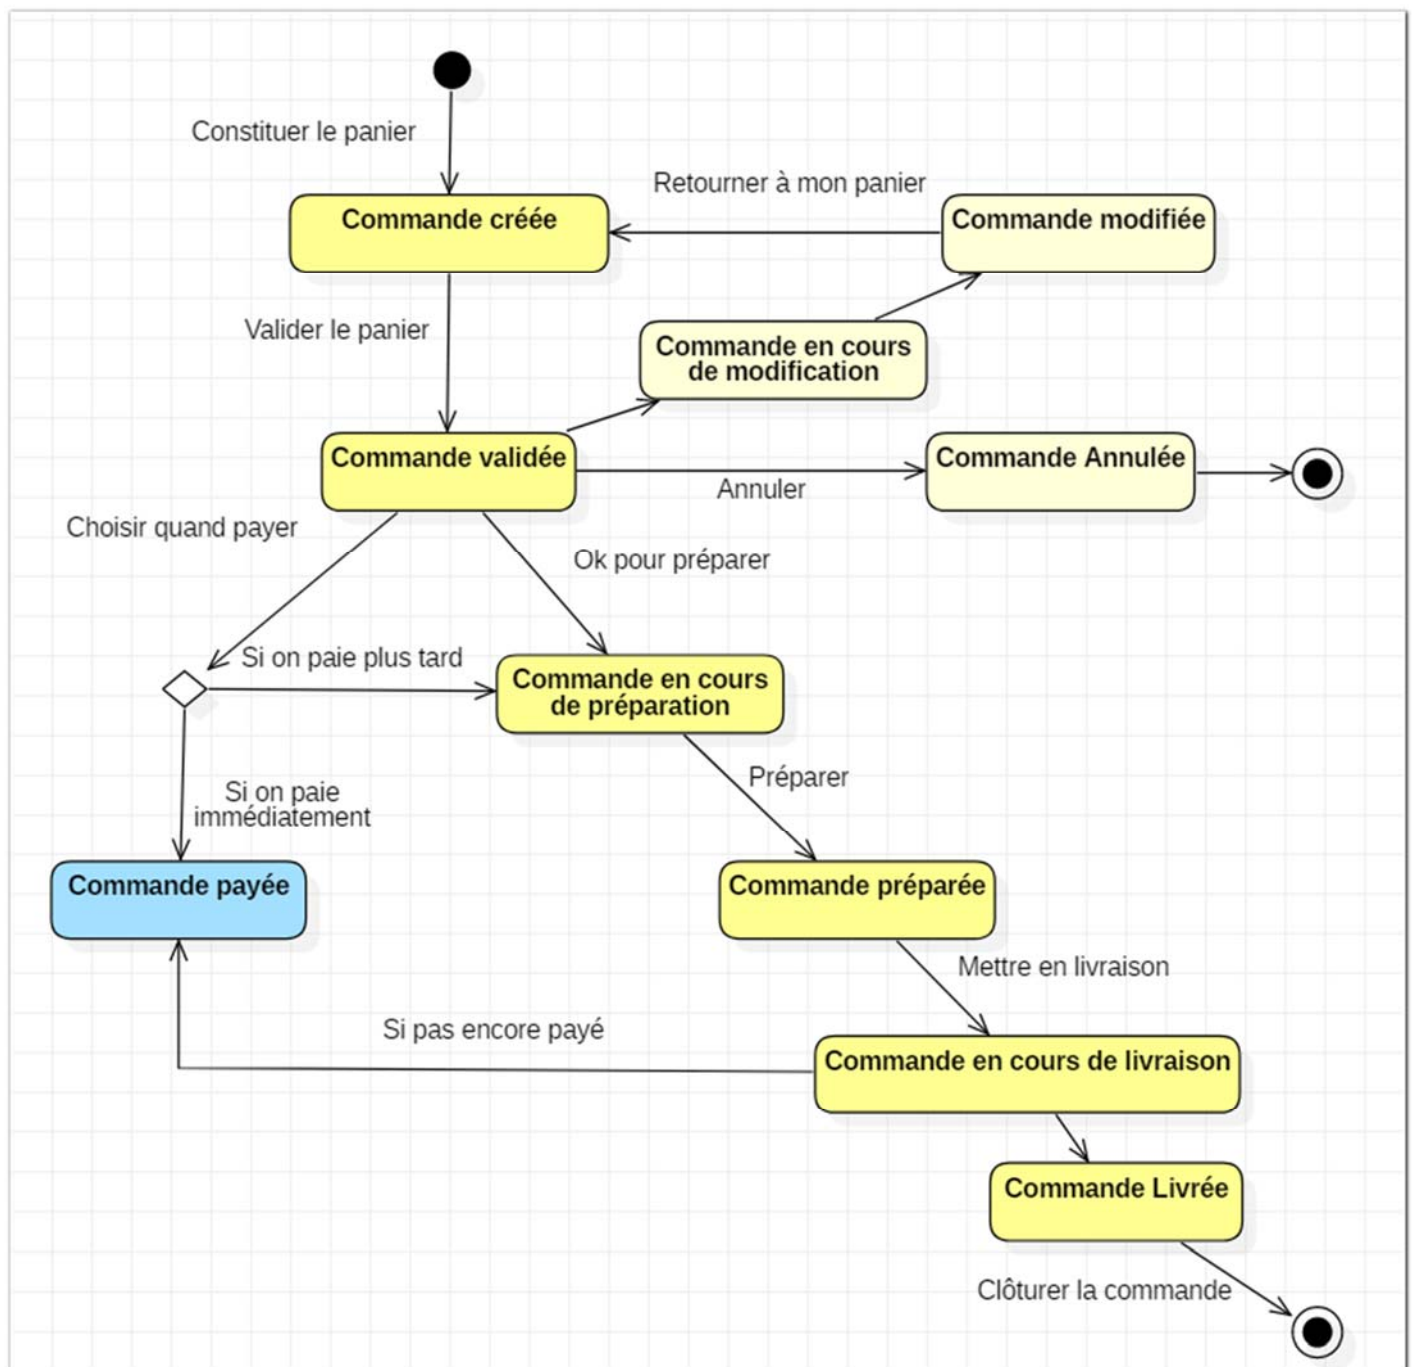 Constituer le panier
Retourner à mon panier
Commande créée
Commande modifiée
Valider le panier
Commande en cours
de modification
Commande validée
Commande Annulée
Annuler
Choisir quand payer
Ok pour préparer
Si on paie plus tard
Commande en cours
de préparation
Préparer
Si on paie
immédiatement
Commande payée
Commande préparée
Mettre en livraison
Si pas encore payé
Commande en cours de livraison
Commande Livrée
Clôturer la commande